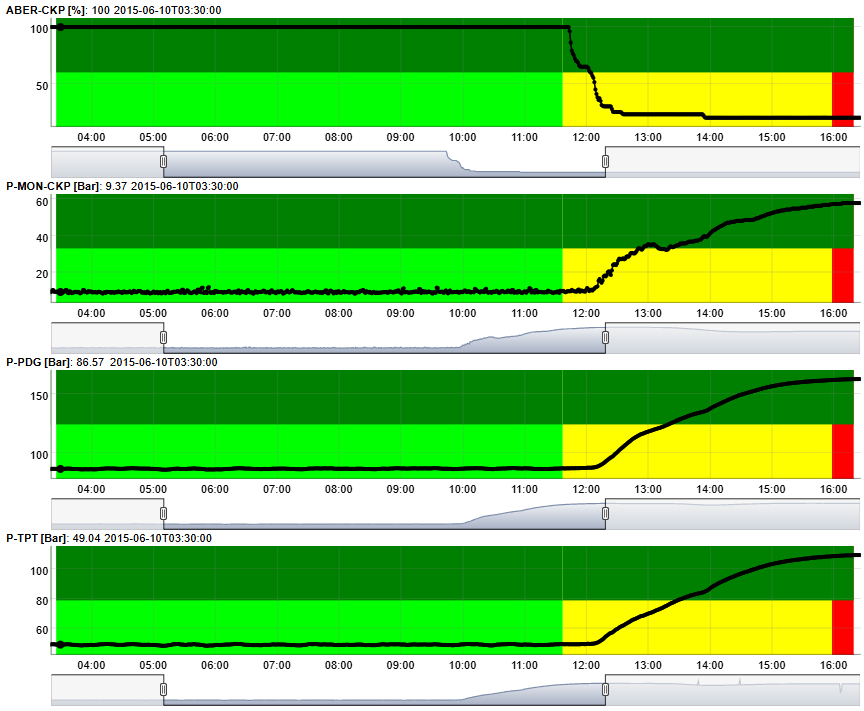 ABER-CKP [%]: 100 2015-06-10T03:30:00
100
50
04:00 05:00 06:00 07:00 08:00 09:00 10:00 11:00 12:00 13:00 14:00 15:00 16:00
P-MON-CKP [Bar]: 9.37 2015-06-10T03:30:00
60
40
20
04:00 05:00 06:00 07:00 08:00 09:00 10:00 11:00 12:00 13:00 14:00 15:00 16:00
P-PDG [Bar]: 86.57 2015-06-10T03:30:00
150
100
04:00 05:00 06:00 07:00 08:00 09:00 10:00 11:00 12:00 13:00 14:00 15:00 16:00
P-TPT [Bar]: 49.04 2015-06-10T03:30:00
100
80
60
04:00 05:00 06:00 07:00 08:00 09:00 10:00 11:00 12:00 13:00 14:00 15:00 16:00